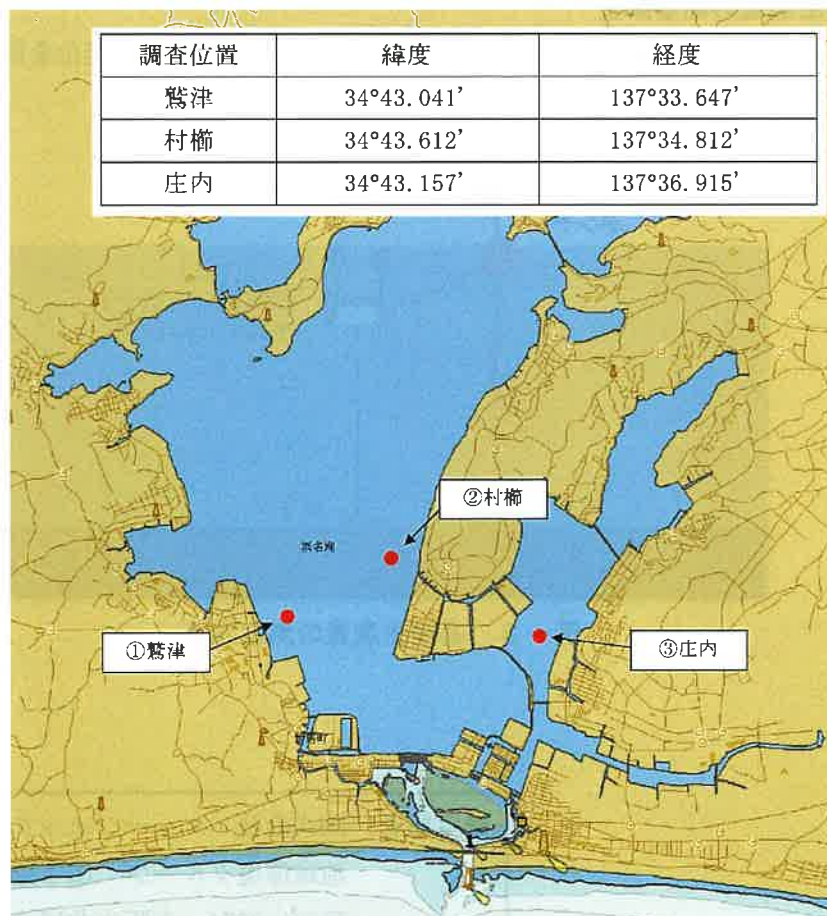 調査位置 緯度 経度
鷲津 34°43.041’ 137°33.647’
村櫛 34°43.612’ 137°34.812’
庄内 34°43.157’ 137°36.915’
②村櫛
浜名湖
①鷲津
③庄内